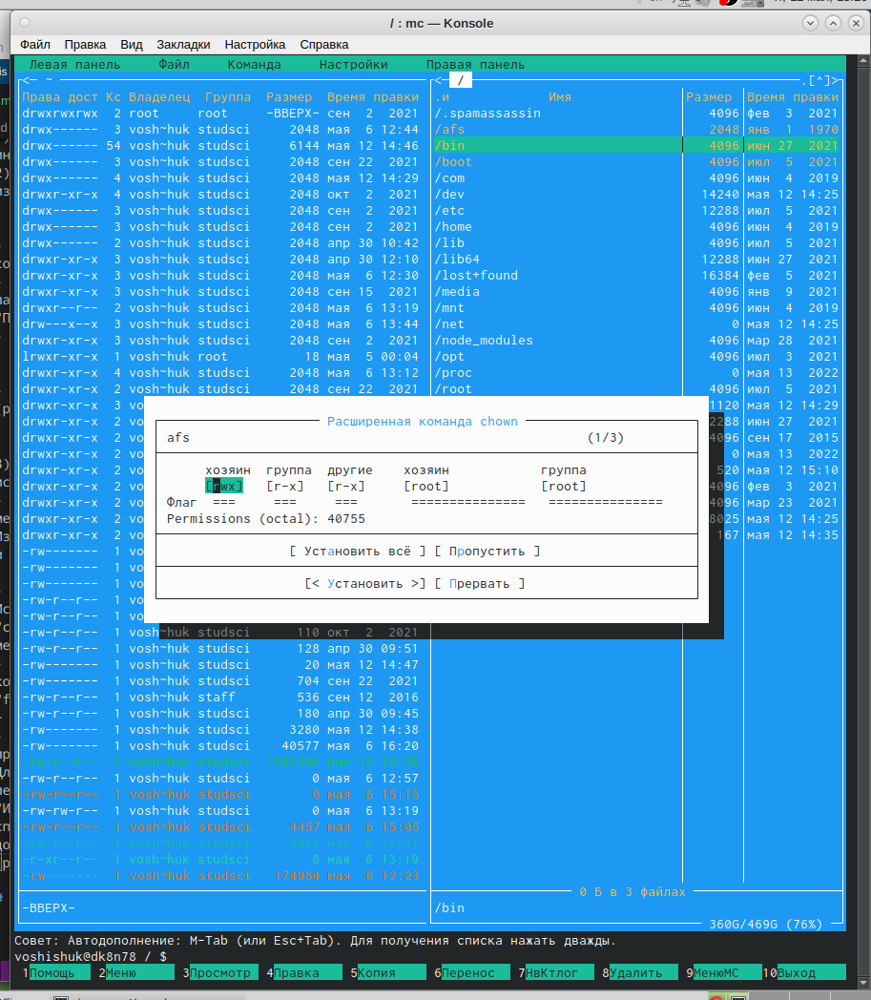 / : mc — Konsole
Файл Правка Вид Закладки Настройка Справка
Левая панель Файл Команда Настройки Правая панель
<— ~
<— / .[^]>
Права дост Кс Владелец Группа Размер Время правки .и Имя Размер Время правки
drwxrwxrwx 2 root root -ВВЕРХ- сен 2 2021 /.spamassassin 4096 фев 3 2021
drwx------ 3 vosh~huk studsci 2048 мая 6 12:44 /afs 2048 янв 1 1970
drwx------ 54 vosh~huk studsci 6144 мая 12 14:46 /bin 4096 июн 27 2021
drwx------ 3 vosh~huk studsci 2048 сен 22 2021 /boot 4096 июл 5 2021
drwx------ 4 vosh~huk studsci 2048 мая 12 14:29 /com 4096 июн 4 2019
drwxr-xr-x 4 vosh~huk studsci 2048 окт 2 2021 /dev 14240 мая 12 14:25
drwx------ 3 vosh~huk studsci 2048 сен 2 2021 /etc 12288 июл 5 2021
drwx------ 3 vosh~huk studsci 2048 сен 2 2021 /home 4096 июн 4 2019
drwx------ 2 vosh~huk studsci 2048 апр 30 10:42 /lib 4096 июл 5 2021
drwxr-xr-x 3 vosh~huk studsci 2048 апр 30 12:10 /lib64 12288 июн 27 2021
drwx------ 3 vosh~huk studsci 2048 мая 6 12:30 /lost+found 16384 фев 5 2021
drwxr-xr-x 3 vosh~huk studsci 2048 сен 15 2021 /media 4096 янв 9 2021
drwxr--r-- 2 vosh~huk studsci 2048 мая 6 13:19 /mnt 4096 июн 4 2019
drw---x--x 3 vosh~huk studsci 2048 мая 6 13:44 /net 0 мая 12 14:25
drwxr-xr-x 3 vosh~huk studsci 2048 сен 2 2021 /node_modules 4096 мар 28 2021
lrwxr-xr-x 1 vosh~huk root 18 мая 5 00:04 /opt 4096 июл 3 2021
drwxr-xr-x 4 vosh~huk studsci 2048 мая 6 13:12 /proc 0 мая 13 2022
drwxr-xr-x 2 vosh~huk studsci 2048 сен 22 2021 /root 4096 июл 5 2021
drwxr-xr-x 3 vo 1120 мая 12 14:29
drwxr-xr-x 2 vo Расширенная команда chown 2288 июн 27 2021
drwxr-xr-x 2 vo afs (1/3) 4096 сен 17 2015
drwxr-xr-x 2 vo 0 мая 13 2022
drwxr-xr-x 2 vo хозяин группа другие хозяин группа 520 мая 12 15:10
drwxr-xr-x 2 vo [rwx] [r-x] [r-x] [root] [root] 4096 фев 3 2021
drwxr-xr-x 2 vo Флаг === === === =============== =============== 4096 мар 23 2021
drwxr-xr-x 2 vo Permissions (octal): 40755 8025 мая 12 14:25
drwxr-xr-x 2 vo 167 мая 12 14:35
-rw------- 1 vo [ Установить всё ] [ Пропустить ]
-rw------- 1 vo
-rw------- 1 vo [< Установить >] [ Прервать ]
-rw-r--r-- 1 vo
-rw-r--r-- 1 vo
-rw-r--r-- 1 vosh~huk studsci 110 окт 2 2021
-rw-r--r-- 1 vosh~huk studsci 128 апр 30 09:51
-rw------- 1 vosh~huk studsci 20 мая 12 14:47
-rw------- 1 vosh~huk studsci 704 сен 22 2021
-rw-r--r-- 1 vosh~huk staff 536 сен 12 2016
-rw-r--r-- 1 vosh~huk studsci 180 апр 30 09:45
-rw------- 1 vosh~huk studsci 3280 мая 12 14:38
-rw------- 1 vosh~huk studsci 40577 мая 6 16:20
-rw-r--r-- 1 vosh~huk studsci 155136K мая 12 15:25
-rw-r--r-- 1 vosh~huk studsci 0 мая 6 12:57
-rw-r--r-- 1 vosh~huk studsci 0 мая 6 15:15
-rw-rw-r-- 1 vosh~huk studsci 0 мая 6 13:19
-rw-r--r-- 1 vosh~huk studsci 4457 мая 6 15:05
-rw-r--r-- 1 vosh~huk studsci мая 6
-r-xr--r-- 1 vosh~huk studsci 0 мая 6 13:19
-rw------- 1 vosh~huk studsci 174954 мая 6 12:23
0 Б в 3 файлах
-ВВЕРХ- /bin
360G/469G (76%)
Совет: Автодополнение: M-Tab (или Esc+Tab). Для получения списка нажать дважды.
voshishuk@dk8n78 / $
1Помощь 2Меню 3Просмотр 4Правка 5Копия 6Перенос 7НвКтлог 8Удалить 9МенюМС 10Выход